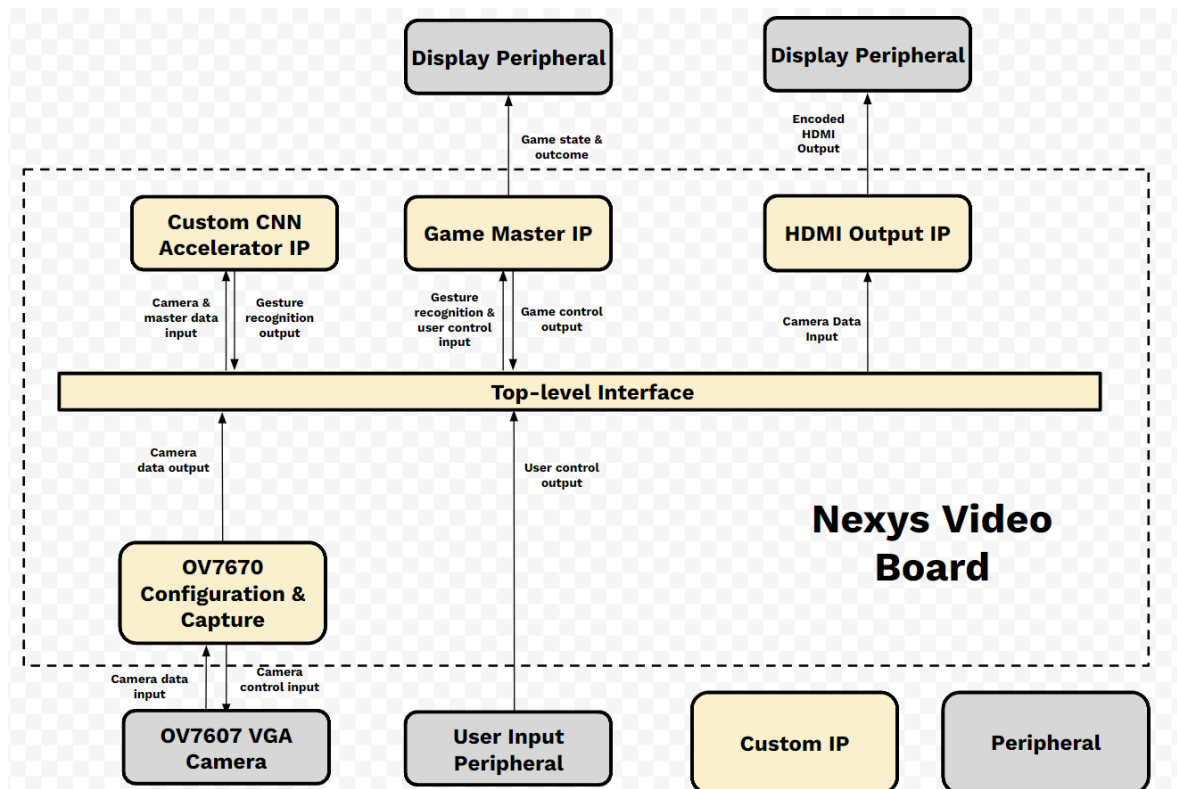 Display Peripheral
Display Peripheral
Game state &
outcome
Encoded
HDMI
Output
Custom CNN
Accelerator IP
Game Master IP
HDMI Output IP
Camera &
master data
input
Gesture
recognition
output
Gesture
recognition &
user control
input
Game control
output
Camera Data
Input
Top-level Interface
Camera
data output
User control
output
Nexys Video
Board
OV7670
Configuration &
Capture
Camera data
input
Camera
control input
OV7607 VGA
Camera
User Input
Peripheral
Custom IP
Peripheral